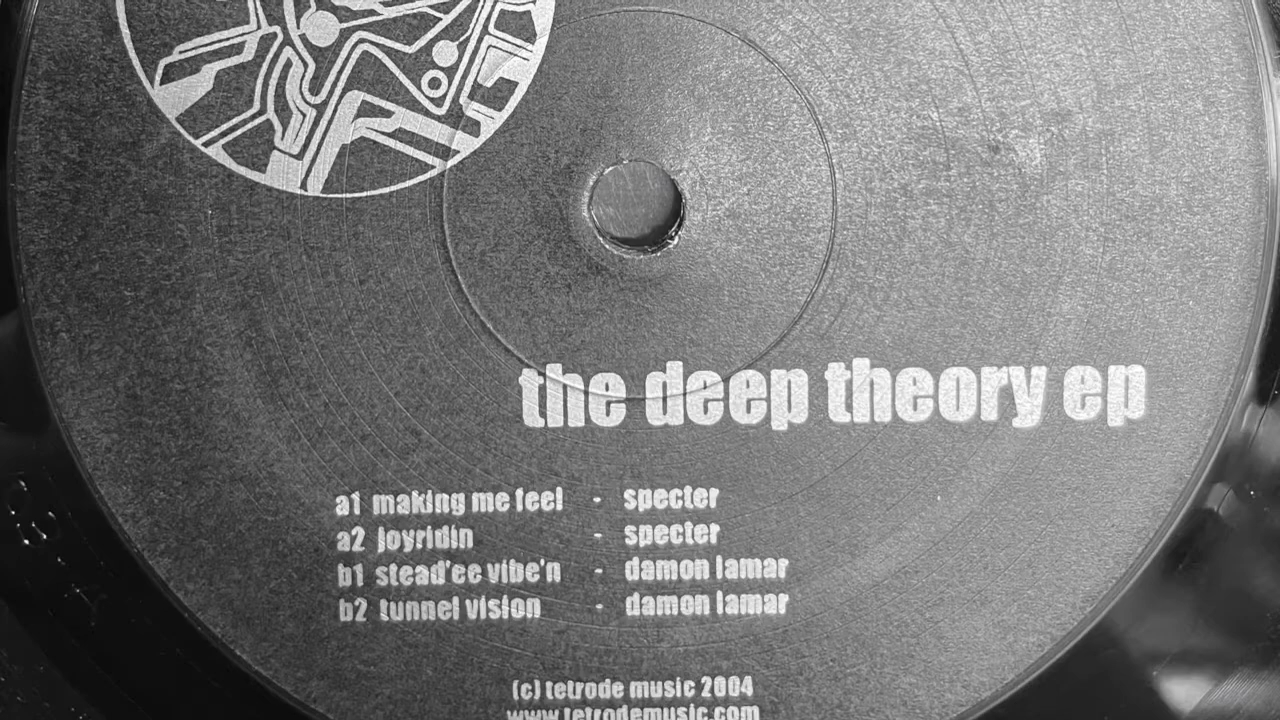 the deep theory ep
a1 making me feel - specter
a2 joyridin - specter
b1 stead'ee vibe'n - damon lamar
b2 tunnel vision - damon lamar
(c) tetrode music 2004
www.tetrodemusic.com